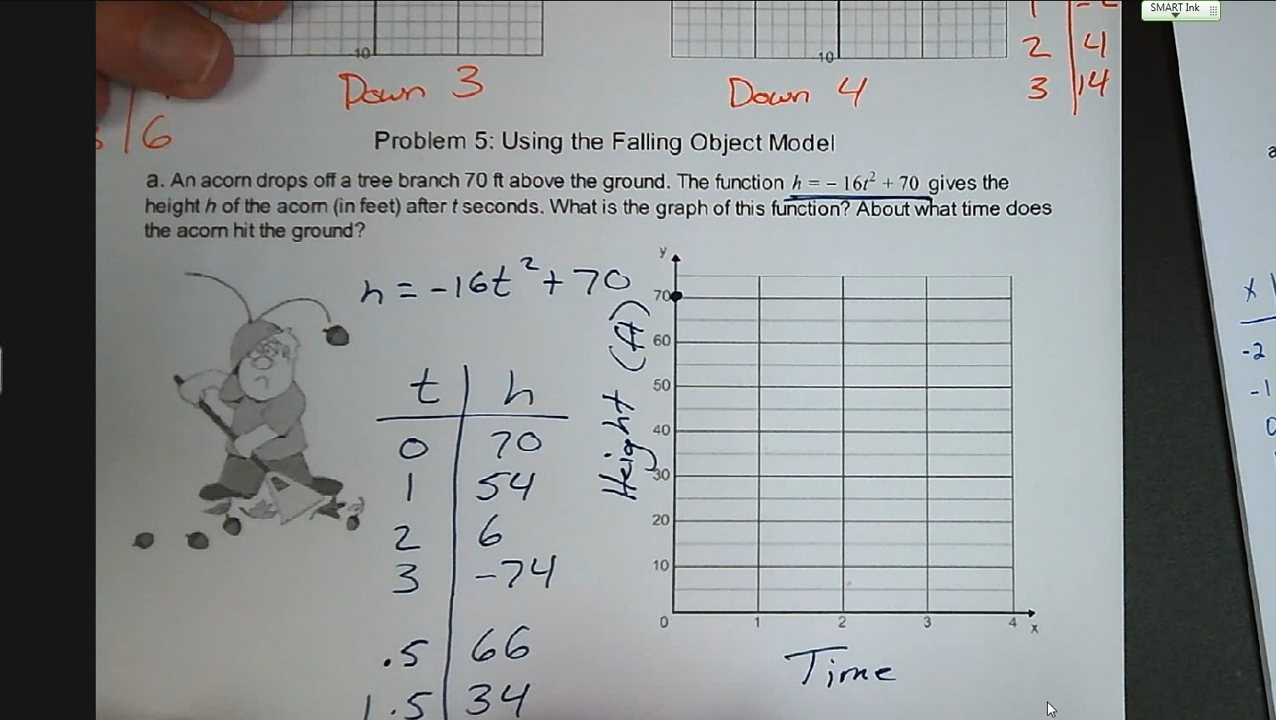 SMART Ink
10
10
1 | -2
2 | 4
3 | 14
Down 3
Down 4
6
Problem 5: Using the Falling Object Model
a. An acorn drops off a tree branch 70 ft above the ground. The function h = - 16t² + 70 gives the
height h of the acorn (in feet) after t seconds. What is the graph of this function? About what time does
the acorn hit the ground?
h = -16t² + 70
t | h
0 | 70
1 | 54
2 | 6
3 | -74
.5 | 66
1.5 | 34
Height (ft)
y
70
60
50
40
30
20
10
0 1 2 3 4 x
Time
x
-2
-1
0